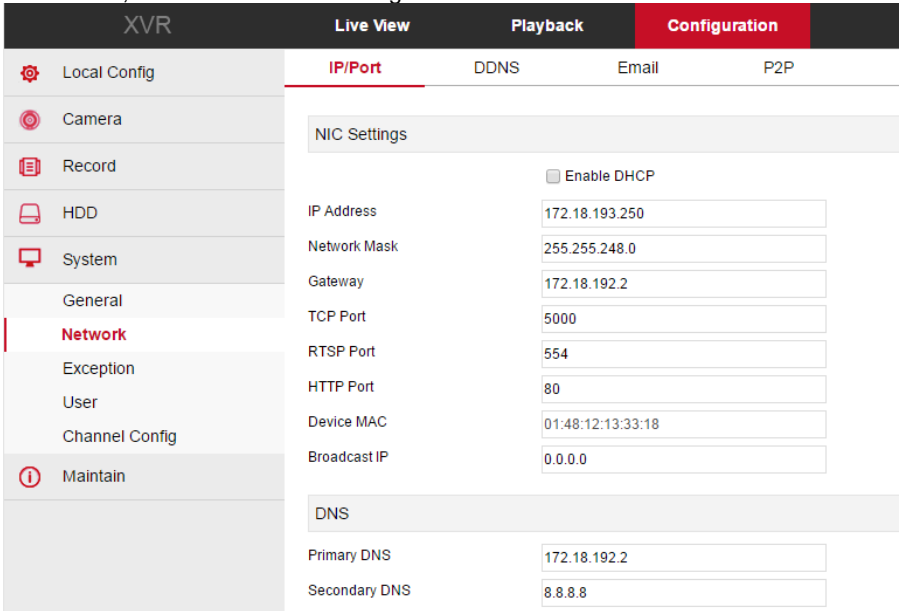 XVR Live View Playback Configuration
Local Config
Camera
Record
HDD
System
General
Network
Exception
User
Channel Config
Maintain
IP/Port DDNS Email P2P
NIC Settings
Enable DHCP
IP Address 172.18.193.250
Network Mask 255.255.248.0
Gateway 172.18.192.2
TCP Port 5000
RTSP Port 554
HTTP Port 80
Device MAC 01:48:12:13:33:18
Broadcast IP 0.0.0.0
DNS
Primary DNS 172.18.192.2
Secondary DNS 8.8.8.8